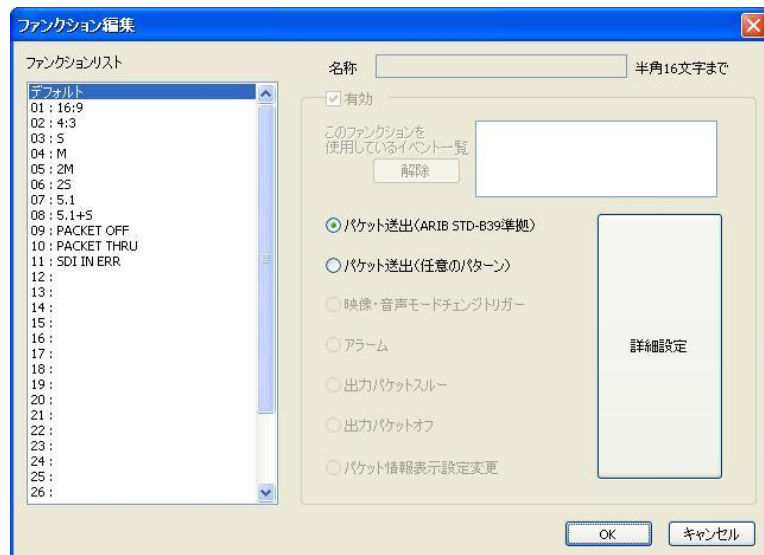 ファンクション編集
ファンクションリスト
デフォルト
01 : 16:9
02 : 4:3
03 : S
04 : M
05 : 2M
06 : 2S
07 : 5.1
08 : 5.1+S
09 : PACKET OFF
10 : PACKET THRU
11 : SDI IN ERR
12 :
13 :
14 :
15 :
16 :
17 :
18 :
19 :
20 :
21 :
22 :
23 :
24 :
25 :
26 :
名称
半角16文字まで
有効
このファンクションを
使用しているイベント一覧
解除
パケット送出(ARIB STD-B39準拠)
パケット送出(任意のパターン)
映像・音声モードチェンジトリガー
アラーム
出力パケットスルー
出力パケットオフ
パケット情報表示設定変更
詳細設定
OK
キャンセル